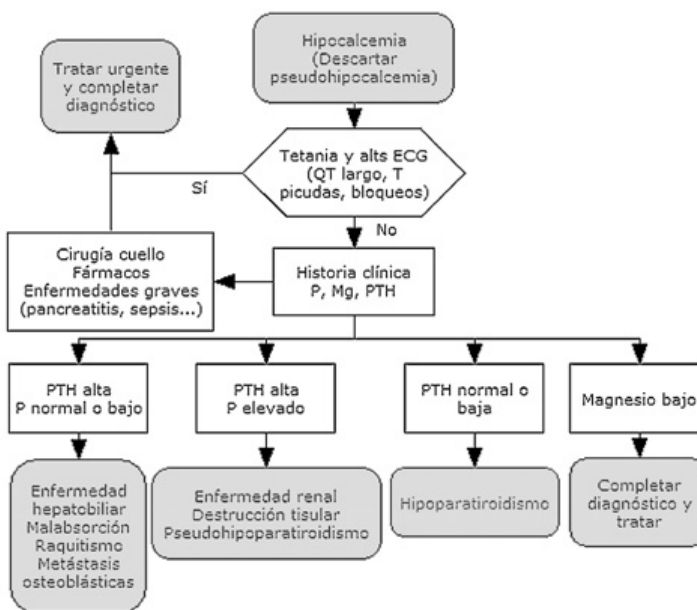 Hipocalcemia
(Descartar
pseudohipocalcemia)
Tratar urgente
y completar
diagnóstico
Tetania y alts ECG
(QT largo, T
picudas, bloqueos)
Sí
No
Cirugía cuello
Fármacos
Enfermedades graves
(pancreatitis, sepsis...)
Historia clínica
P, Mg, PTH
PTH alta
P normal o bajo
PTH alta
P elevado
PTH normal o
baja
Magnesio bajo
Enfermedad
hepatobiliar
Malabsorción
Raquitismo
Metástasis
osteoblásticas
Enfermedad renal
Destrucción tisular
Pseudohipoparatiroidismo
Hipoparatiroidismo
Completar
diagnóstico y
tratar